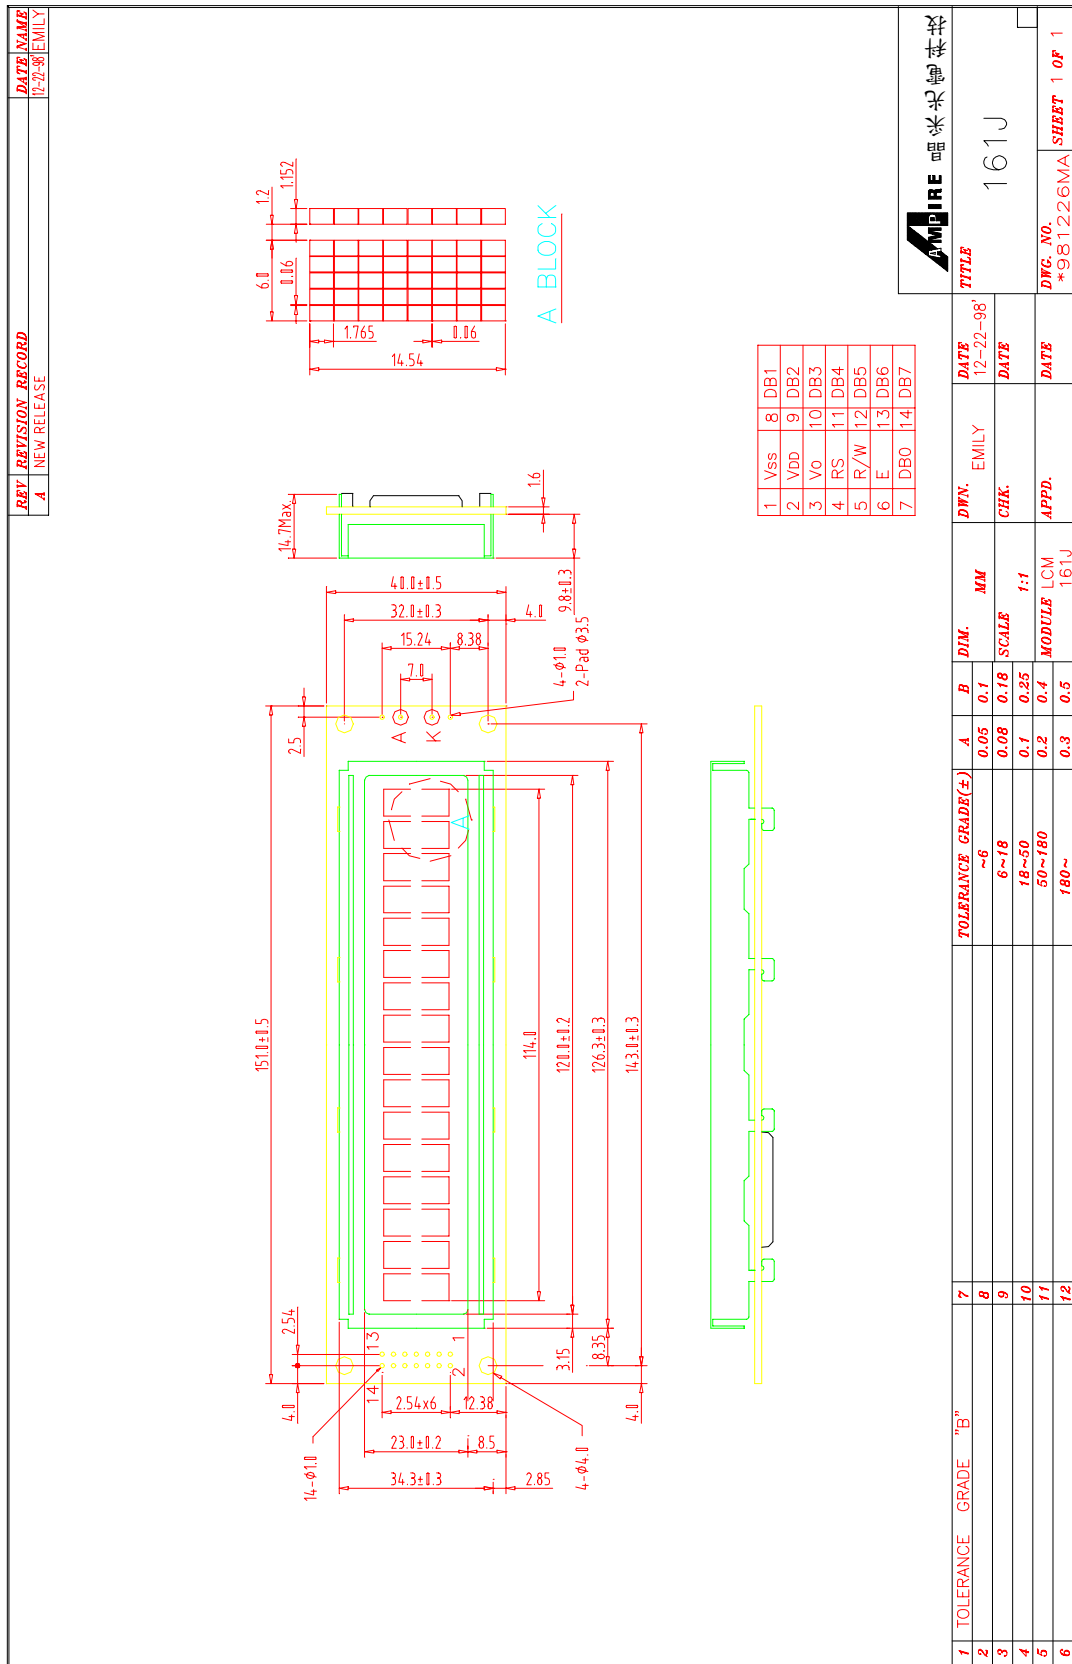 REV REVISION RECORD DATE NAME
A NEW RELEASE 12-22-98' EMILY
151.0±0.5
4.0
2.54
2.5
14-ø1.0
14
13
2
1
A
K
A
34.3±0.3
23.0±0.2
2.54x6
12.38
8.5
2.85
4-ø4.0
3.15
8.35
4.0
114.0
120.0±0.2
126.3±0.3
143.0±0.3
7.0
15.24
8.38
32.0±0.3
4.0
40.0±0.5
4-ø1.0
2-Pad ø3.5
14.7Max.
9.8±0.3
1.6
6.0
1.2
0.06
1.152
1.765
0.06
14.54
A BLOCK
1 Vss 8 DB1
2 VDD 9 DB2
3 Vo 10 DB3
4 RS 11 DB4
5 R/W 12 DB5
6 E 13 DB6
7 DB0 14 DB7
AMPIRE 晶采光電科技
1 TOLERANCE GRADE "B"
2
3
4
5
6
7
8
9
10
11
12
TOLERANCE GRADE(±) A B
~6 0.05 0.1
6~18 0.08 0.18
18~50 0.1 0.25
50~180 0.2 0.4
180~ 0.3 0.5
DIM. MM
SCALE 1:1
MODULE LCM
161J
DWN. EMILY
CHK.
APPD.
DATE
12-22-98'
DATE
DATE
TITLE
161J
DWG. NO.
*981226MA
SHEET 1 OF 1